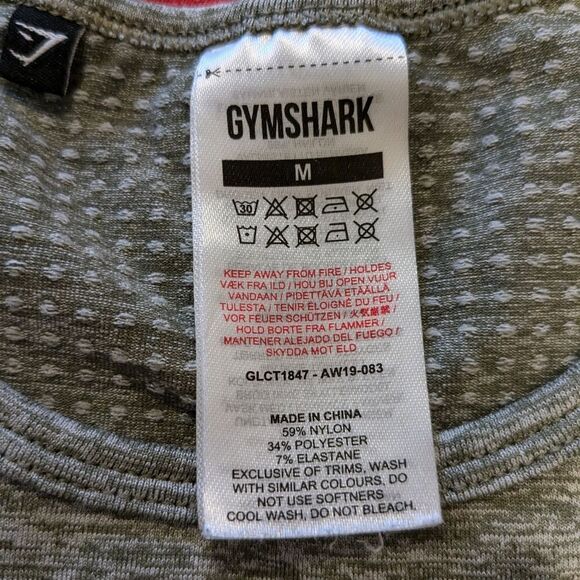 GYMSHARK
M
30
KEEP AWAY FROM FIRE / HOLDES
VÆK FRA ILD / HOU BIJ OPEN VUUR
VANDAAN / PIDETTÄVÄ ETÄÄLLÄ
TULESTA / TENIR ÉLOIGNÉ DU FEU /
VOR FEUER SCHÜTZEN / 火気厳禁 /
HOLD BORTE FRA FLAMMER /
MANTENER ALEJADO DEL FUEGO /
SKYDDA MOT ELD
GLCT1847 - AW19-083
MADE IN CHINA
59% NYLON
34% POLYESTER
7% ELASTANE
EXCLUSIVE OF TRIMS, WASH
WITH SIMILAR COLOURS, DO
NOT USE SOFTNERS
COOL WASH, DO NOT BLEACH.